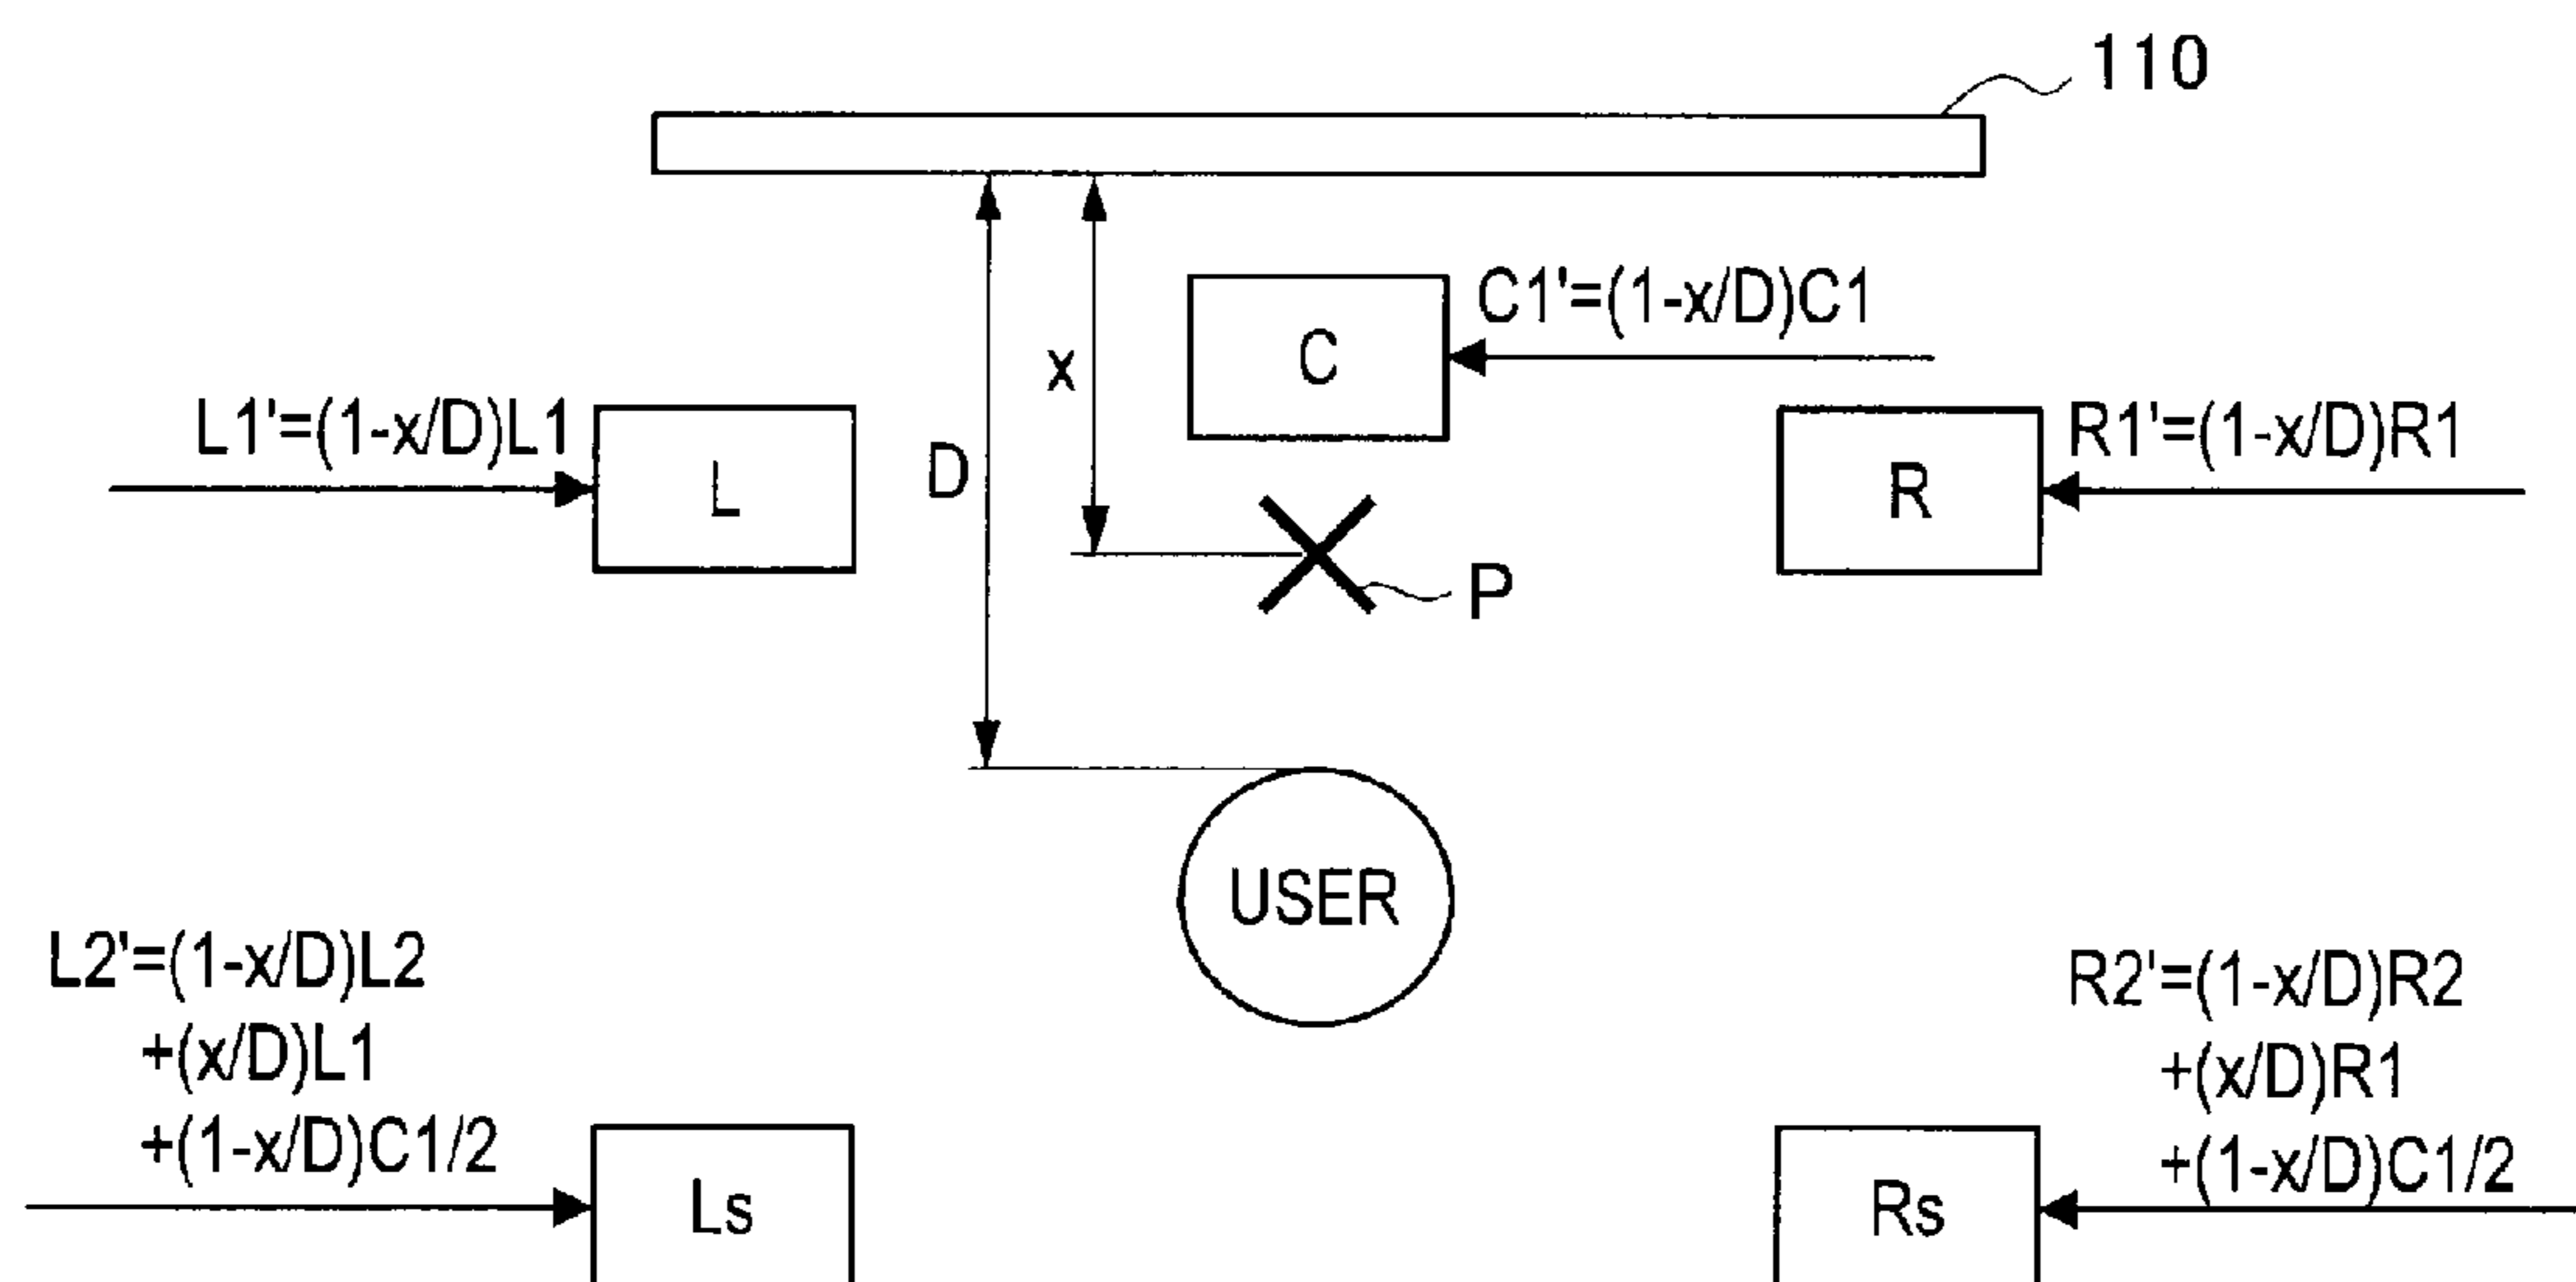 110
C1'=(1-x/D)C1
C
x
L1'=(1-x/D)L1
R1'=(1-x/D)R1
D
L
R
P
USER
L2'=(1-x/D)L2
+(x/D)L1
+(1-x/D)C1/2
R2'=(1-x/D)R2
+(x/D)R1
+(1-x/D)C1/2
Ls
Rs